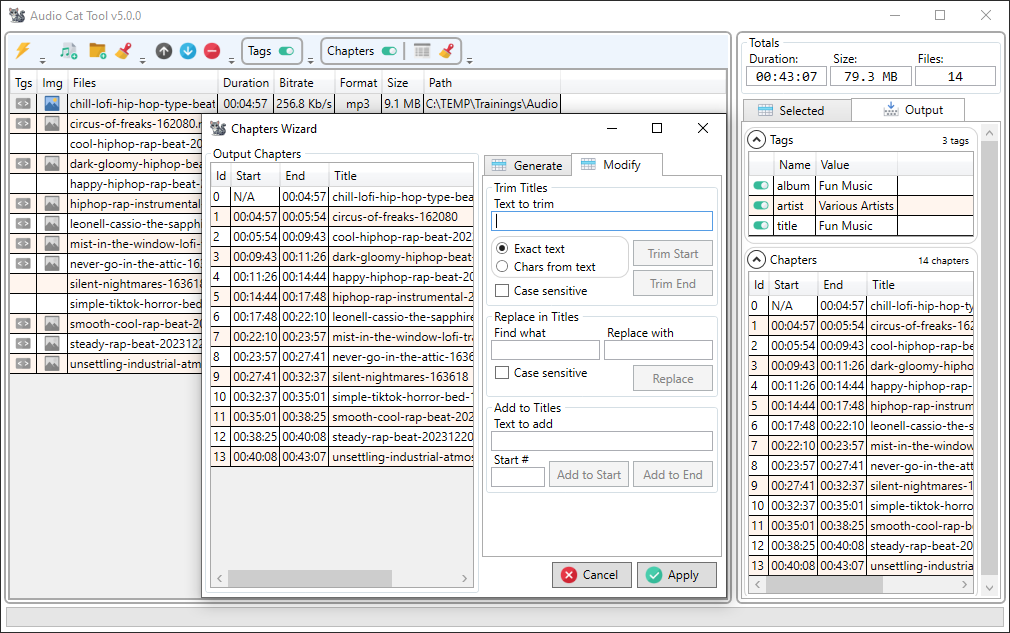 Audio Cat Tool v5.0.0
Tags
Chapters
Tgs Img Files Duration Bitrate Format Size Path
chill-lofi-hip-hop-type-beat 00:04:57 256.8 Kb/s mp3 9.1 MB C:\TEMP\Trainings\Audio
circus-of-freaks-162080.
cool-hiphop-rap-beat-20
dark-gloomy-hiphop-be
happy-hiphop-rap-beat-
hiphop-rap-instrumental
leonell-cassio-the-sapph
mist-in-the-window-lofi-
never-go-in-the-attic-16
silent-nightmares-163618
simple-tiktok-horror-bed
smooth-cool-rap-beat-20
steady-rap-beat-2023122
unsettling-industrial-atm
Chapters Wizard
Output Chapters
Id Start End Title
0 N/A 00:04:57 chill-lofi-hip-hop-type-bea
1 00:04:57 00:05:54 circus-of-freaks-162080
2 00:05:54 00:09:43 cool-hiphop-rap-beat-202
3 00:09:43 00:11:26 dark-gloomy-hiphop-beat
4 00:11:26 00:14:44 happy-hiphop-rap-beat-2
5 00:14:44 00:17:48 hiphop-rap-instrumental-2
6 00:17:48 00:22:10 leonell-cassio-the-sapphire
7 00:22:10 00:23:57 mist-in-the-window-lofi-tra
8 00:23:57 00:27:41 never-go-in-the-attic-1636
9 00:27:41 00:32:37 silent-nightmares-163618
10 00:32:37 00:35:01 simple-tiktok-horror-bed-1
11 00:35:01 00:38:25 smooth-cool-rap-beat-202
12 00:38:25 00:40:08 steady-rap-beat-20231220
13 00:40:08 00:43:07 unsettling-industrial-atmos
Generate
Modify
Trim Titles
Text to trim
Exact text
Chars from text
Case sensitive
Trim Start
Trim End
Replace in Titles
Find what Replace with
Case sensitive
Replace
Add to Titles
Text to add
Start #
Add to Start
Add to End
Cancel
Apply
Totals
Duration: Size: Files:
00:43:07 79.3 MB 14
Selected
Output
Tags 3 tags
Name Value
album Fun Music
artist Various Artists
title Fun Music
Chapters 14 chapters
Id Start End Title
0 N/A 00:04:57 chill-lofi-hip-hop-ty
1 00:04:57 00:05:54 circus-of-freaks-162
2 00:05:54 00:09:43 cool-hiphop-rap-be
3 00:09:43 00:11:26 dark-gloomy-hipho
4 00:11:26 00:14:44 happy-hiphop-rap-
5 00:14:44 00:17:48 hiphop-rap-instrum
6 00:17:48 00:22:10 leonell-cassio-the-s
7 00:22:10 00:23:57 mist-in-the-window
8 00:23:57 00:27:41 never-go-in-the-att
9 00:27:41 00:32:37 silent-nightmares-1
10 00:32:37 00:35:01 simple-tiktok-horro
11 00:35:01 00:38:25 smooth-cool-rap-b
12 00:38:25 00:40:08 steady-rap-beat-20
13 00:40:08 00:43:07 unsettling-industria